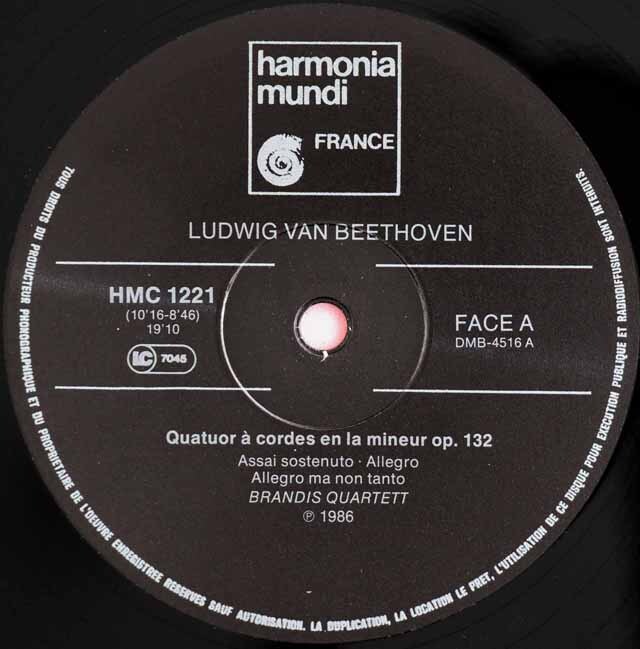 harmonia
mundi
FRANCE
LUDWIG VAN BEETHOVEN
HMC 1221
(10'16-8'46)
19'10
LC 7045
FACE A
DMB-4516 A
Quatuor à cordes en la mineur op. 132
Assai sostenuto · Allegro
Allegro ma non tanto
BRANDIS QUARTETT
℗ 1986
TOUS DROITS DU PRODUCTEUR PHONOGRAPHIQUE ET DU PROPRIETAIRE DE L'OEUVRE ENREGISTREE RESERVES SAUF AUTORISATION. LA DUPLICATION, LA LOCATION LE PRET, L'UTILISATION DE CE DISQUE POUR EXECUTION PUBLIQUE ET RADIODIFFUSION SONT INTERDITS.